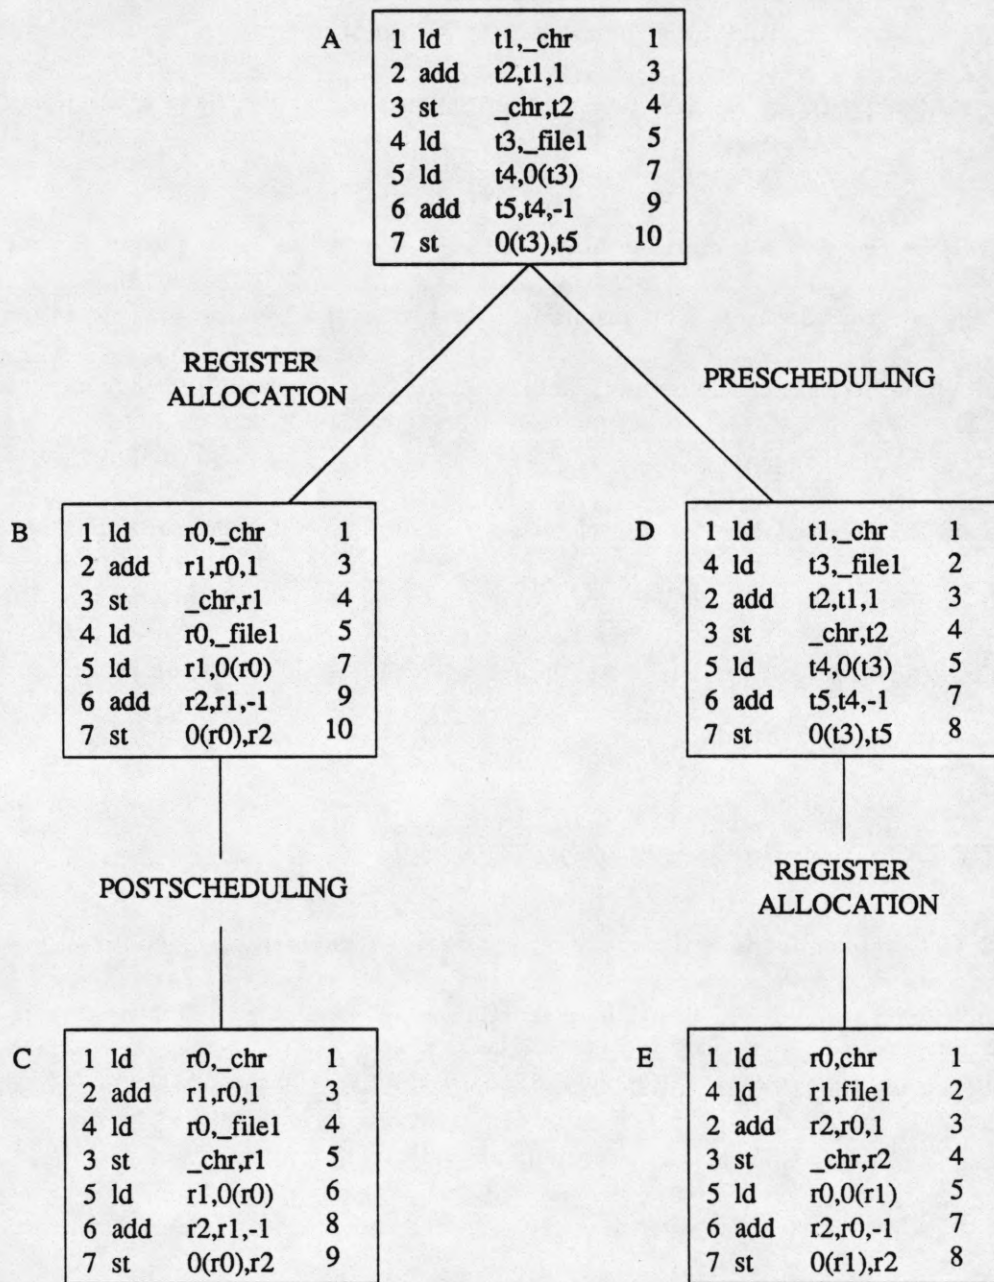 A
1 ld t1,_chr 1
2 add t2,t1,1 3
3 st _chr,t2 4
4 ld t3,_file1 5
5 ld t4,0(t3) 7
6 add t5,t4,-1 9
7 st 0(t3),t5 10
REGISTER
ALLOCATION
PRESCHEDULING
B
1 ld r0,_chr 1
2 add r1,r0,1 3
3 st _chr,r1 4
4 ld r0,_file1 5
5 ld r1,0(r0) 7
6 add r2,r1,-1 9
7 st 0(r0),r2 10
D
1 ld t1,_chr 1
4 ld t3,_file1 2
2 add t2,t1,1 3
3 st _chr,t2 4
5 ld t4,0(t3) 5
6 add t5,t4,-1 7
7 st 0(t3),t5 8
POSTSCHEDULING
REGISTER
ALLOCATION
C
1 ld r0,_chr 1
2 add r1,r0,1 3
4 ld r0,_file1 4
3 st _chr,r1 5
5 ld r1,0(r0) 6
6 add r2,r1,-1 8
7 st 0(r0),r2 9
E
1 ld r0,chr 1
4 ld r1,file1 2
2 add r2,r0,1 3
3 st _chr,r2 4
5 ld r0,0(r1) 5
6 add r2,r0,-1 7
7 st 0(r1),r2 8